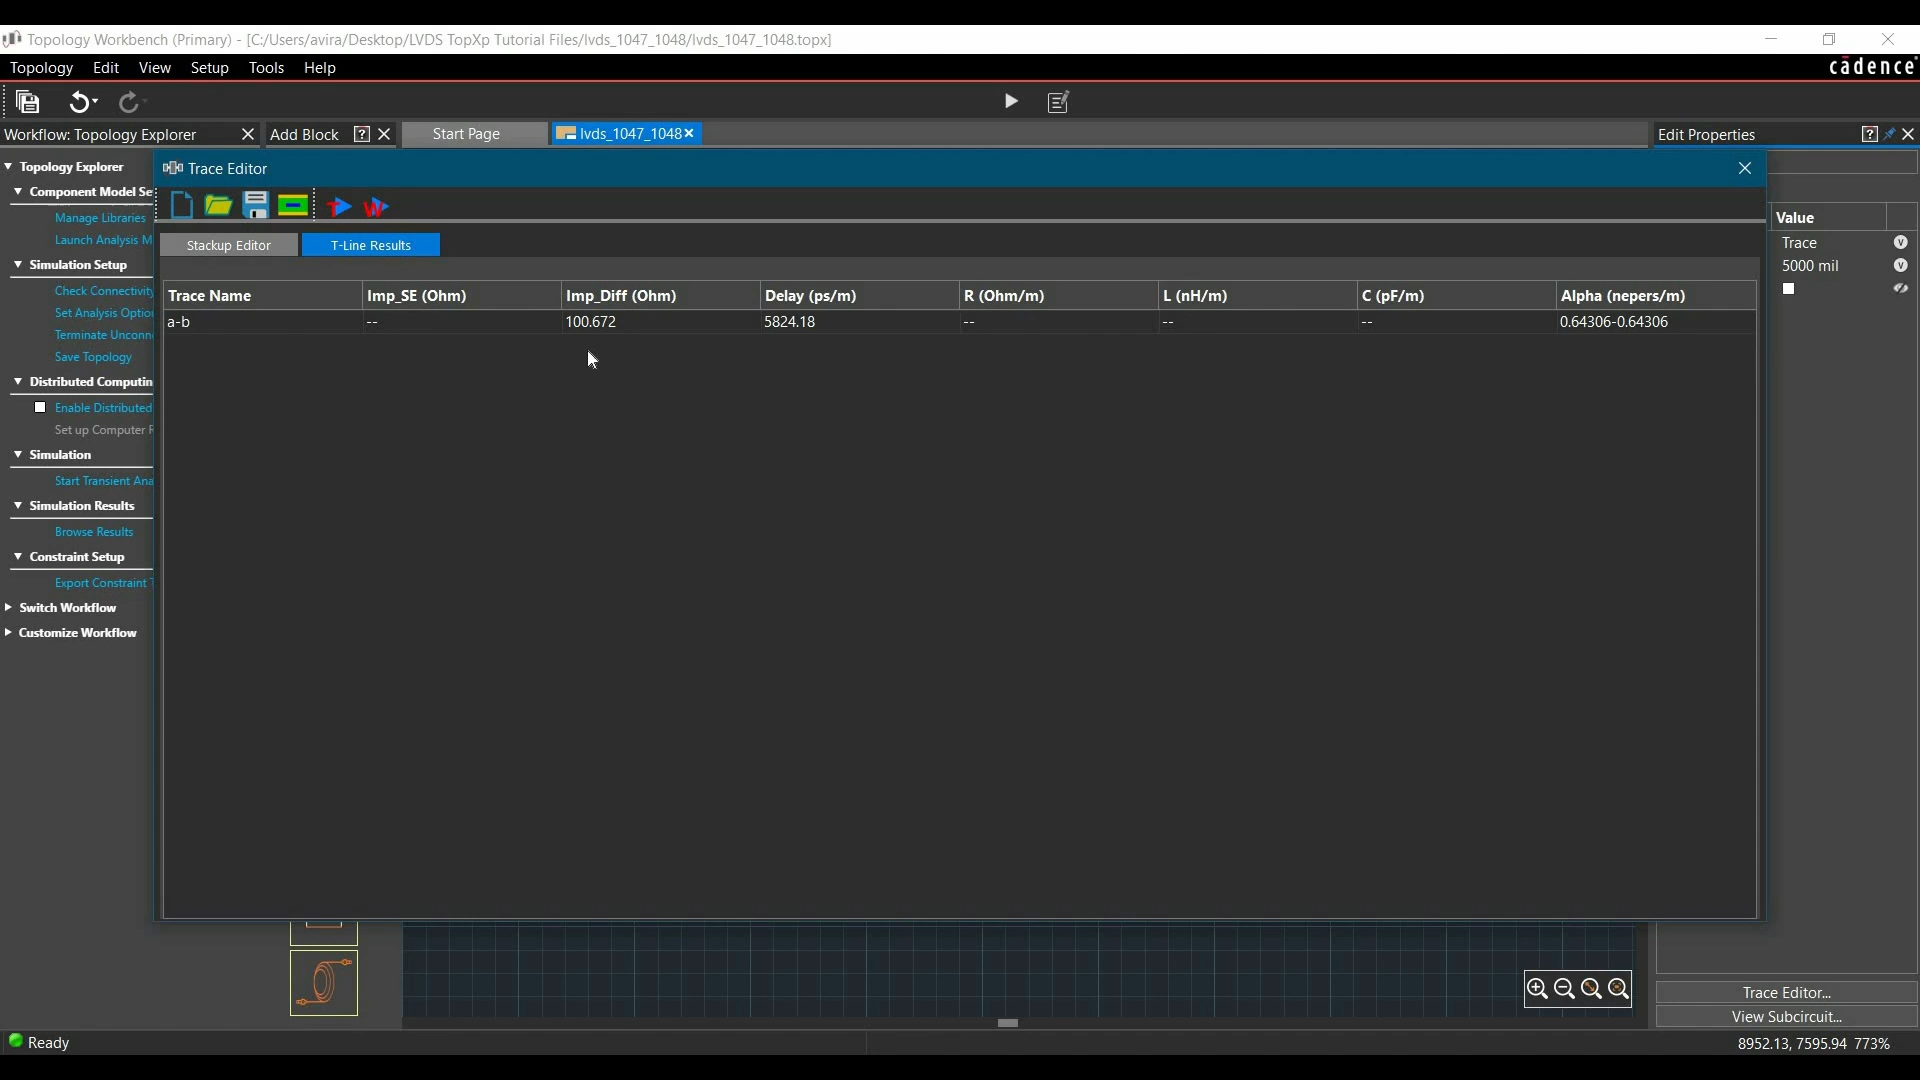 Topology Workbench (Primary) - [C:/Users/avira/Desktop/LVDS TopXp Tutorial Files/lvds_1047_1048/lvds_1047_1048.topx]
Topology Edit View Setup Tools Help
cādence
Workflow: Topology Explorer
Add Block
Start Page
lvds_1047_1048
Edit Properties
Topology Explorer
Component Model Se
Manage Libraries
Launch Analysis M
Simulation Setup
Check Connectivity
Set Analysis Optio
Terminate Unconn
Save Topology
Distributed Computin
Enable Distributed
Set up Computer R
Simulation
Start Transient Ana
Simulation Results
Browse Results
Constraint Setup
Export Constraint T
Switch Workflow
Customize Workflow
Trace Editor
Stackup Editor
T-Line Results
Trace Name Imp_SE (Ohm) Imp_Diff (Ohm) Delay (ps/m) R (Ohm/m) L (nH/m) C (pF/m) Alpha (nepers/m)
a-b -- 100.672 5824.18 -- -- -- 0.64306-0.64306
Value
Trace
5000 mil
Trace Editor...
View Subcircuit...
Ready
8952.13, 7595.94 773%